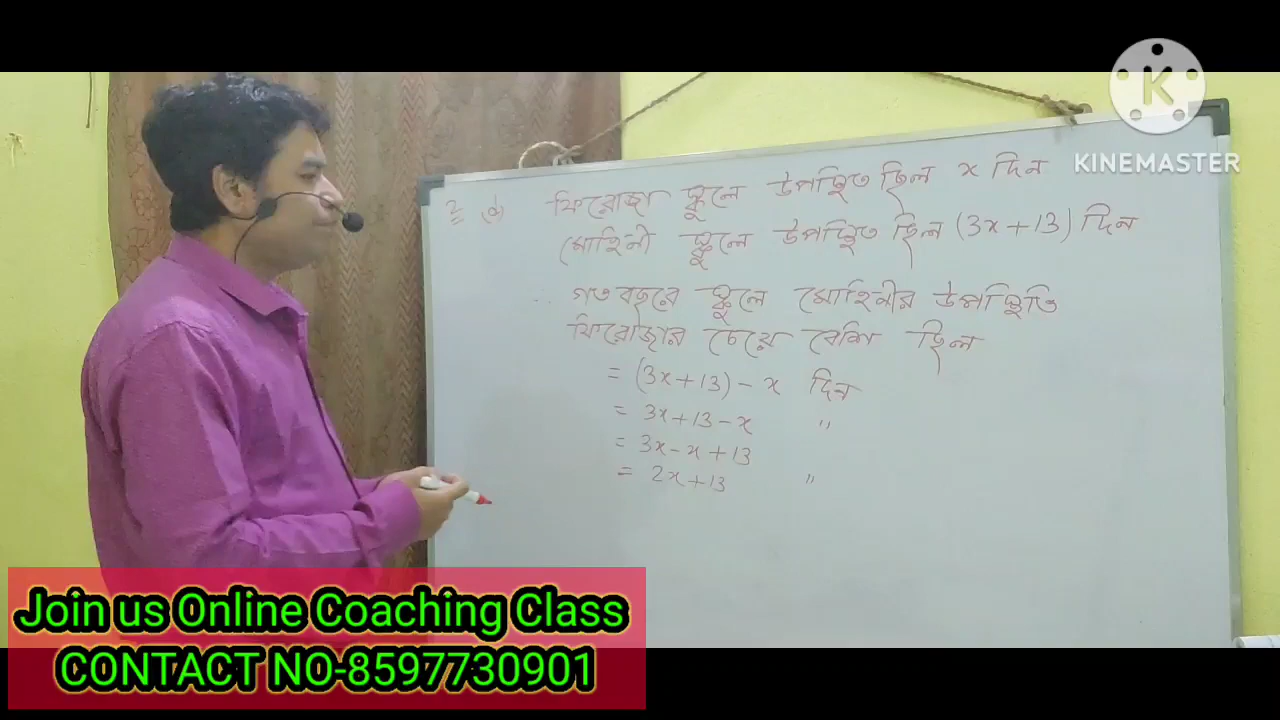 ২ (a) ফিরোজা স্কুলে উপস্থিত ছিল x দিন
মোহিনী স্কুলে উপস্থিত ছিল (3x+13) দিন
গত বছরে স্কুলে মোহিনীর উপস্থিতি
ফিরোজার চেয়ে বেশি ছিল
= (3x+13) - x দিন
= 3x+13-x "
= 3x-x+13
= 2x+13 "
K
KINEMASTER
Join us Online Coaching Class
CONTACT NO-8597730901